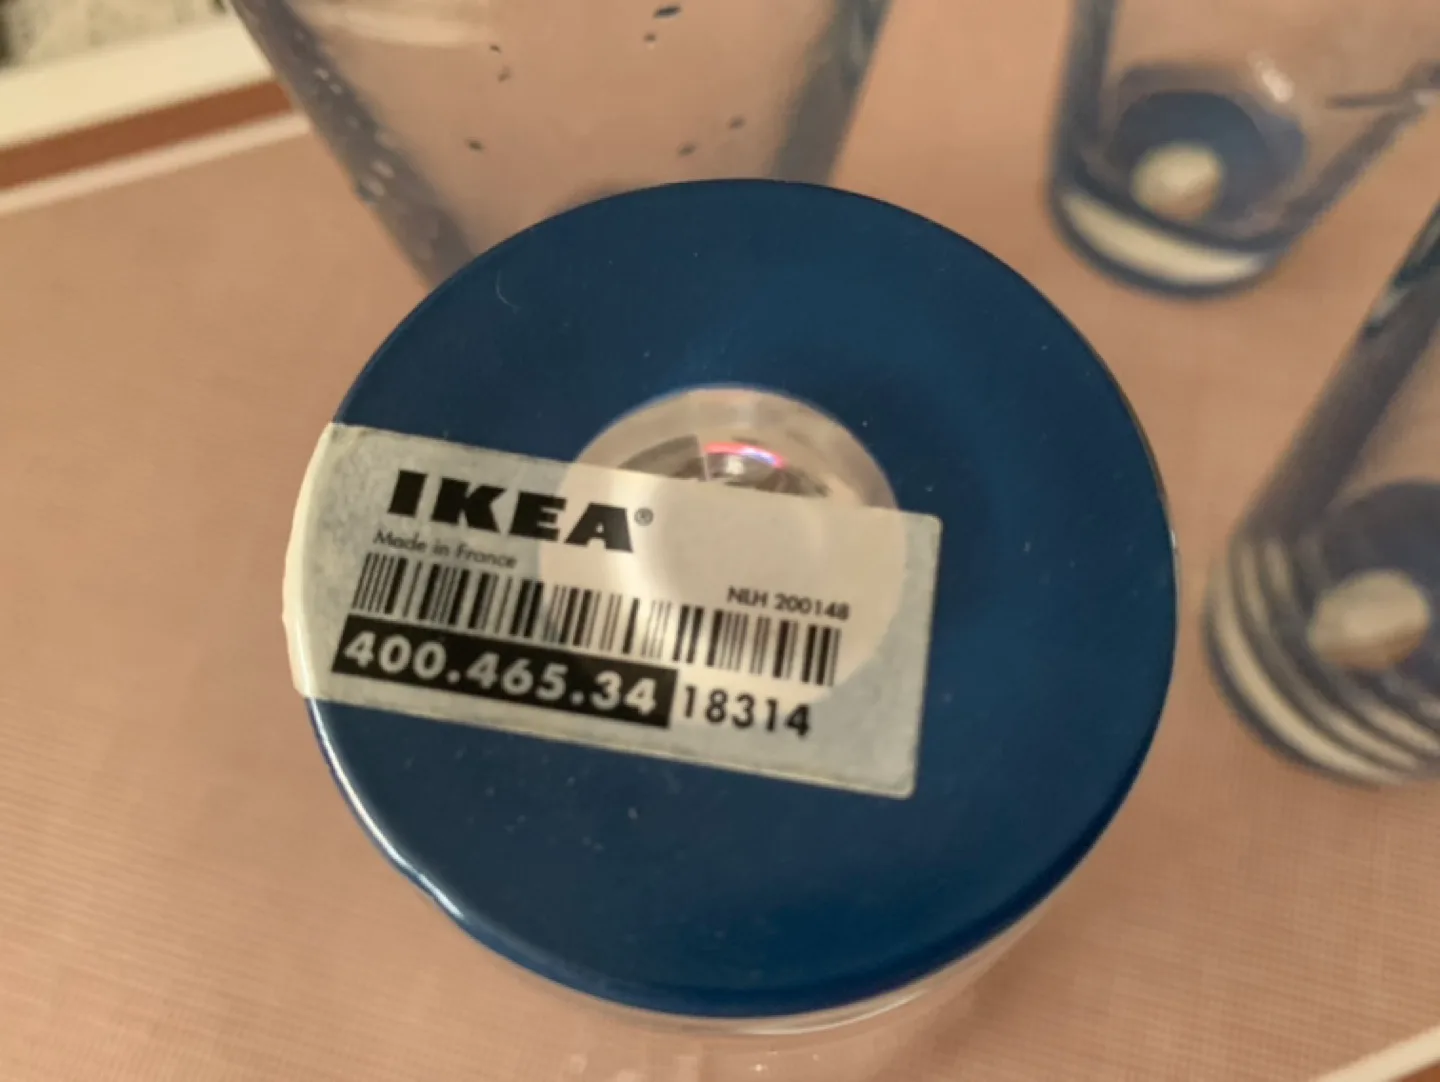 IKEA®
Made in France
NLH 200148
400.465.34 18314